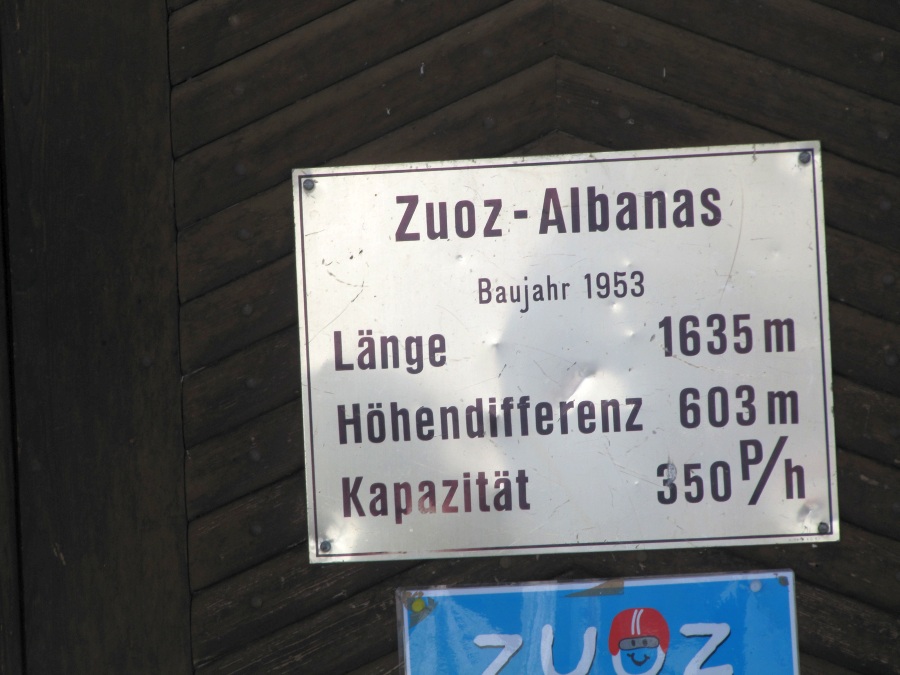 Zuoz-Albanas
Baujahr 1953
Länge 1635 m
Höhendifferenz 603 m
Kapazität 350 P/h
zuoz